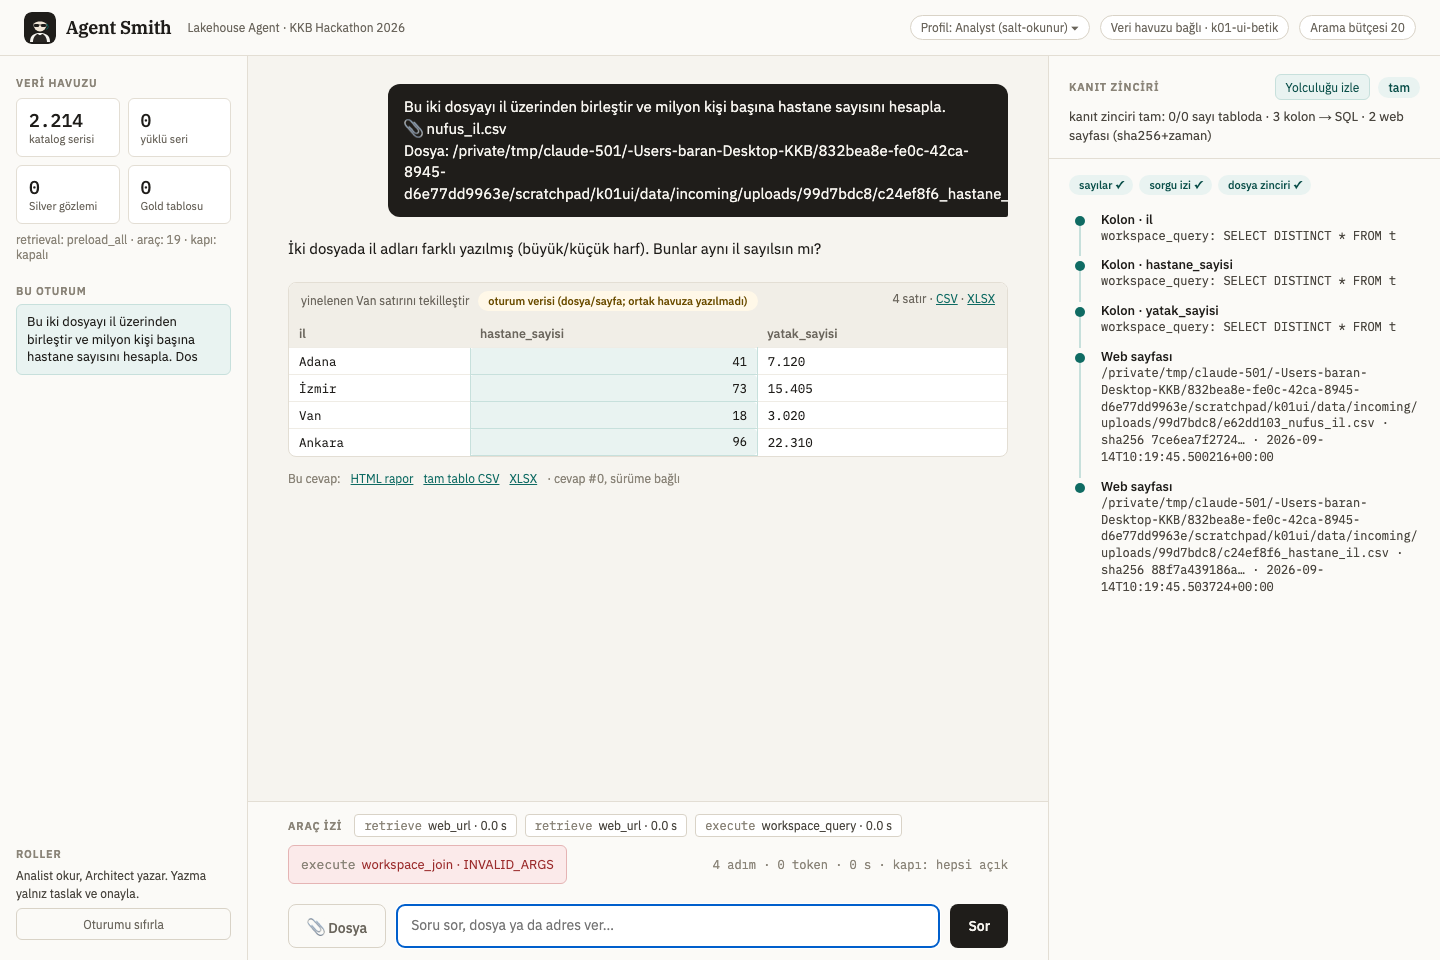 Agent Smith
Lakehouse Agent · KKB Hackathon 2026
Profil: Analyst (salt-okunur)
Veri havuzu bağlı · k01-ui-betik
Arama bütçesi 20
VERİ HAVUZU
2.214
katalog serisi
0
yüklü seri
0
Silver gözlemi
0
Gold tablosu
retrieval: preload_all · araç: 19 · kapı:
kapalı
BU OTURUM
Bu iki dosyayı il üzerinden
birleştir ve milyon kişi başına
hastane sayısını hesapla. Dos
ROLLER
Analist okur, Architect yazar. Yazma
yalnız taslak ve onayla.
Oturumu sıfırla
Bu iki dosyayı il üzerinden birleştir ve milyon kişi başına hastane sayısını hesapla.
📎 nufus_il.csv
Dosya: /private/tmp/claude-501/-Users-baran-Desktop-KKB/832bea8e-fe0c-42ca-
8945-
d6e77dd9963e/scratchpad/k01ui/data/incoming/uploads/99d7bdc8/c24ef8f6_hastane_
İki dosyada il adları farklı yazılmış (büyük/küçük harf). Bunlar aynı il sayılsın mı?
yinelenen Van satırını tekilleştir
oturum verisi (dosya/sayfa; ortak havuza yazılmadı)
4 satır · CSV · XLSX
il hastane_sayisi yatak_sayisi
Adana 41 7.120
İzmir 73 15.405
Van 18 3.020
Ankara 96 22.310
Bu cevap: HTML rapor tam tablo CSV XLSX · cevap #0, sürüme bağlı
ARAÇ İZİ
retrieve web_url · 0.0 s
retrieve web_url · 0.0 s
execute workspace_query · 0.0 s
execute workspace_join · INVALID_ARGS
4 adım · 0 token · 0 s · kapı: hepsi açık
📎 Dosya
Soru sor, dosya ya da adres ver...
Sor
KANIT ZİNCİRİ
Yolculuğu izle
tam
kanıt zinciri tam: 0/0 sayı tabloda · 3 kolon → SQL · 2 web
sayfası (sha256+zaman)
sayılar ✓
sorgu izi ✓
dosya zinciri ✓
Kolon · il
workspace_query: SELECT DISTINCT * FROM t
Kolon · hastane_sayisi
workspace_query: SELECT DISTINCT * FROM t
Kolon · yatak_sayisi
workspace_query: SELECT DISTINCT * FROM t
Web sayfası
/private/tmp/claude-501/-Users-baran-
Desktop-KKB/832bea8e-fe0c-42ca-8945-
d6e77dd9963e/scratchpad/k01ui/data/incoming/
uploads/99d7bdc8/e62dd103_nufus_il.csv ·
sha256 7ce6ea7f2724… · 2026-09-
14T10:19:45.500216+00:00
Web sayfası
/private/tmp/claude-501/-Users-baran-
Desktop-KKB/832bea8e-fe0c-42ca-8945-
d6e77dd9963e/scratchpad/k01ui/data/incoming/
uploads/99d7bdc8/c24ef8f6_hastane_il.csv ·
sha256 88f7a439186a… · 2026-09-
14T10:19:45.503724+00:00